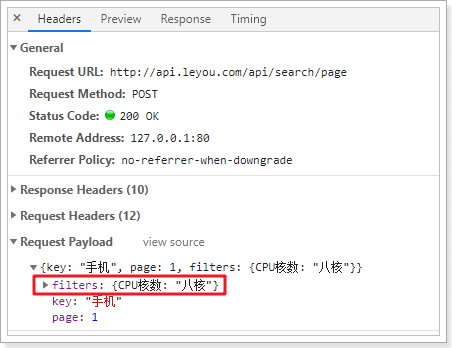 × Headers Preview Response Timing
▼ General
Request URL: http://api.leyou.com/api/search/page
Request Method: POST
Status Code: 200 OK
Remote Address: 127.0.0.1:80
Referrer Policy: no-referrer-when-downgrade
▶ Response Headers (10)
▶ Request Headers (12)
▼ Request Payload view source
▼{key: "手机", page: 1, filters: {CPU核数: "八核"}}
▶ filters: {CPU核数: "八核"}
key: "手机"
page: 1